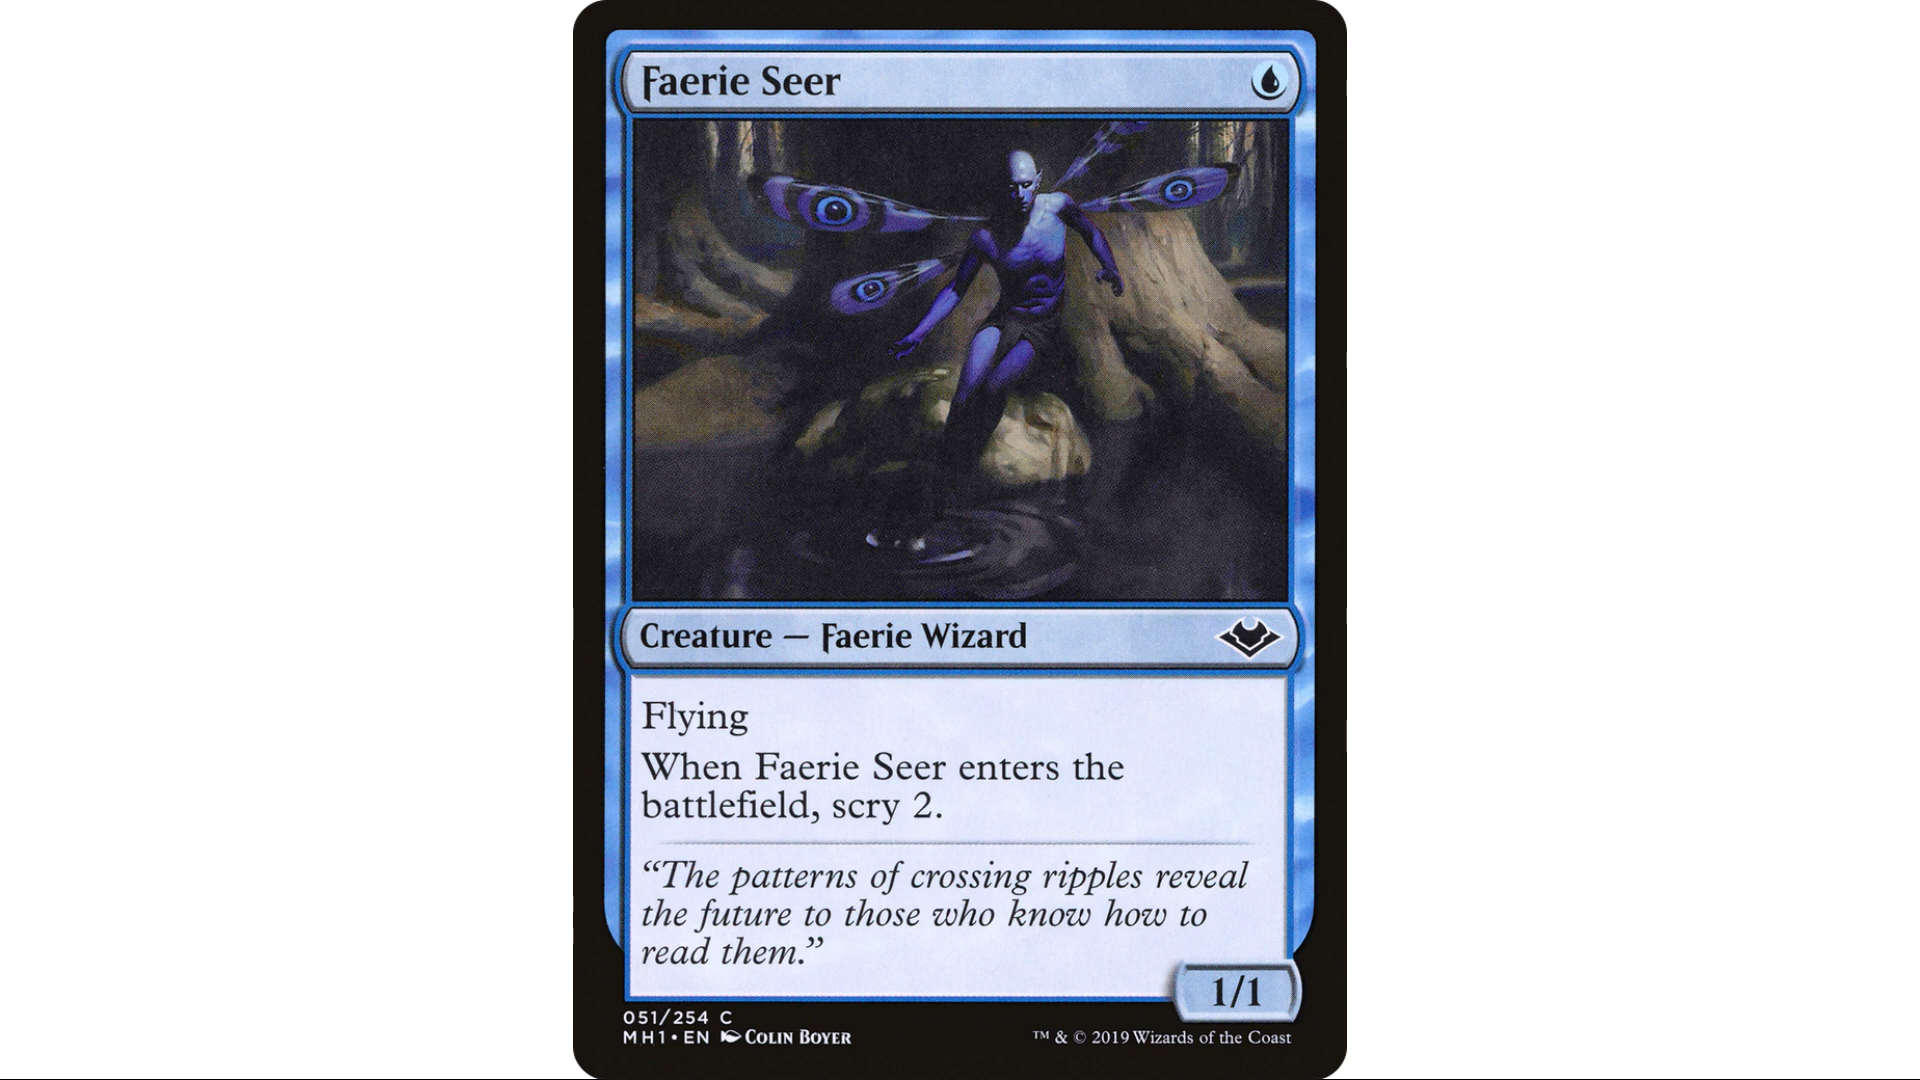 Faerie Seer
Creature — Faerie Wizard
Flying
When Faerie Seer enters the
battlefield, scry 2.
“The patterns of crossing ripples reveal
the future to those who know how to
read them.”
1/1
051/254 C
MH1•EN Colin Boyer
™ & © 2019 Wizards of the Coast